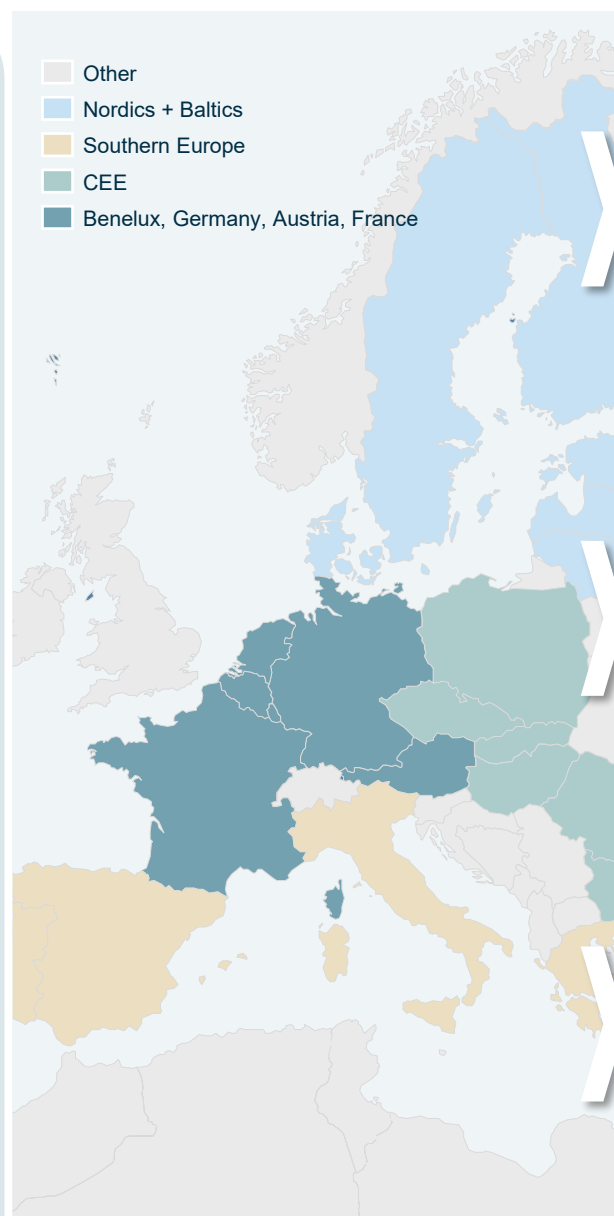 Other
Nordics + Baltics
Southern Europe
CEE
Benelux, Germany, Austria, France